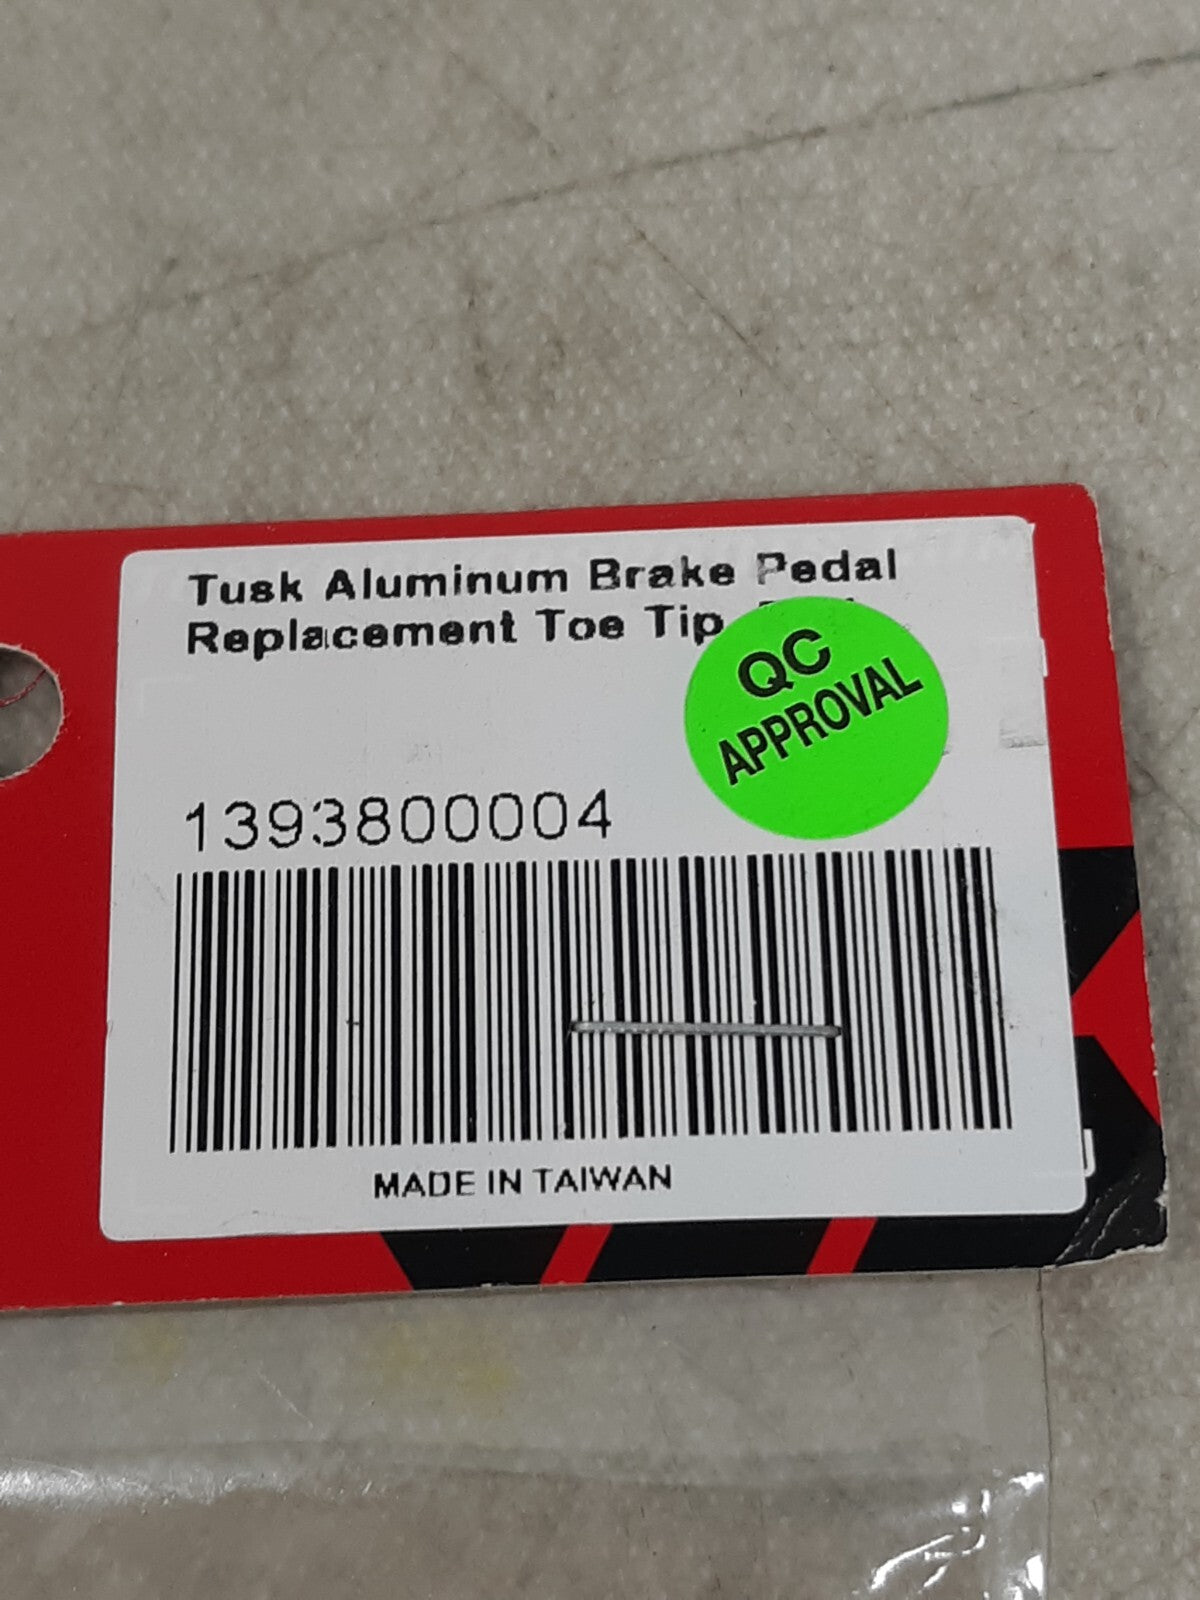 Tusk Aluminum Brake Pedal
Replacement Toe Tip
QC
APPROVAL
1393800004
MADE IN TAIWAN